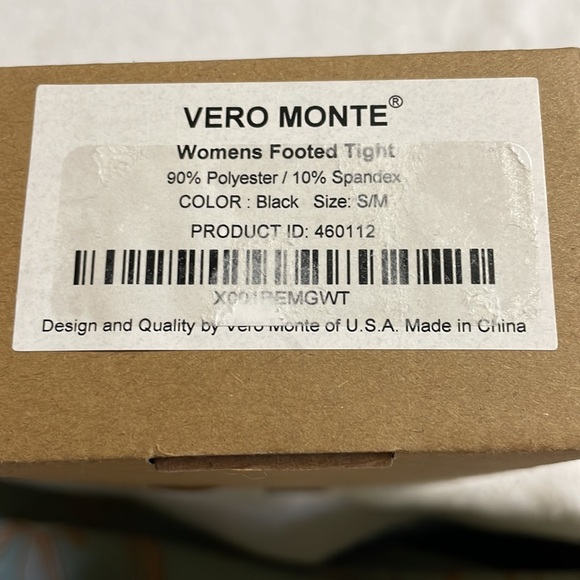 VERO MONTE®
Womens Footed Tight
90% Polyester / 10% Spandex
COLOR : Black Size: S/M
PRODUCT ID: 460112
Design and Quality by Vero Monte of U.S.A. Made in China